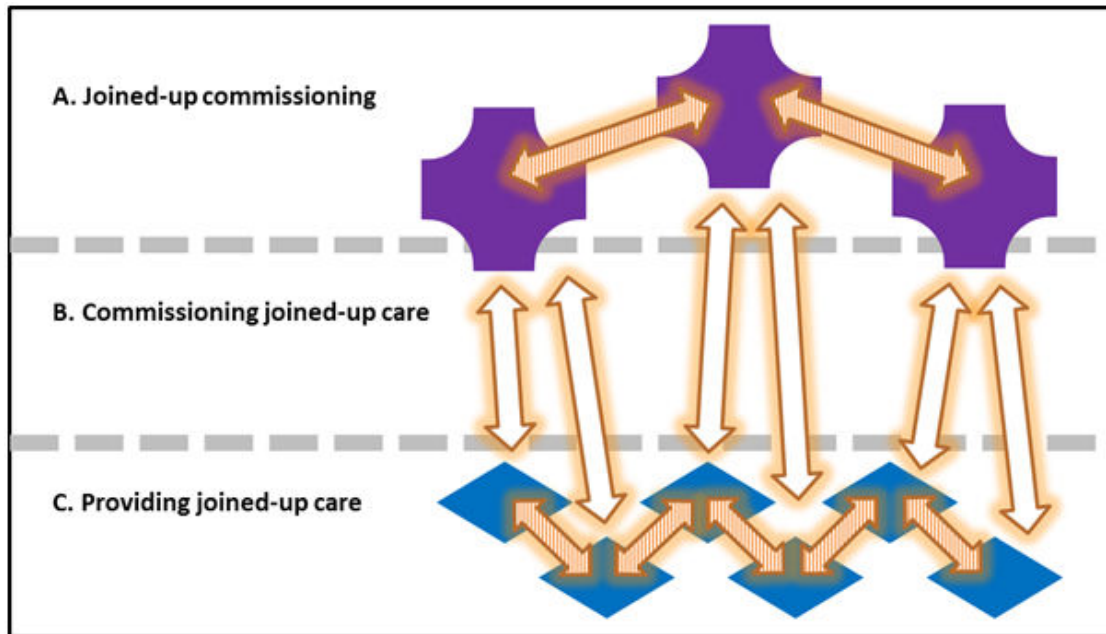 A. Joined-up commissioning
B. Commissioning joined-up care
C. Providing joined-up care